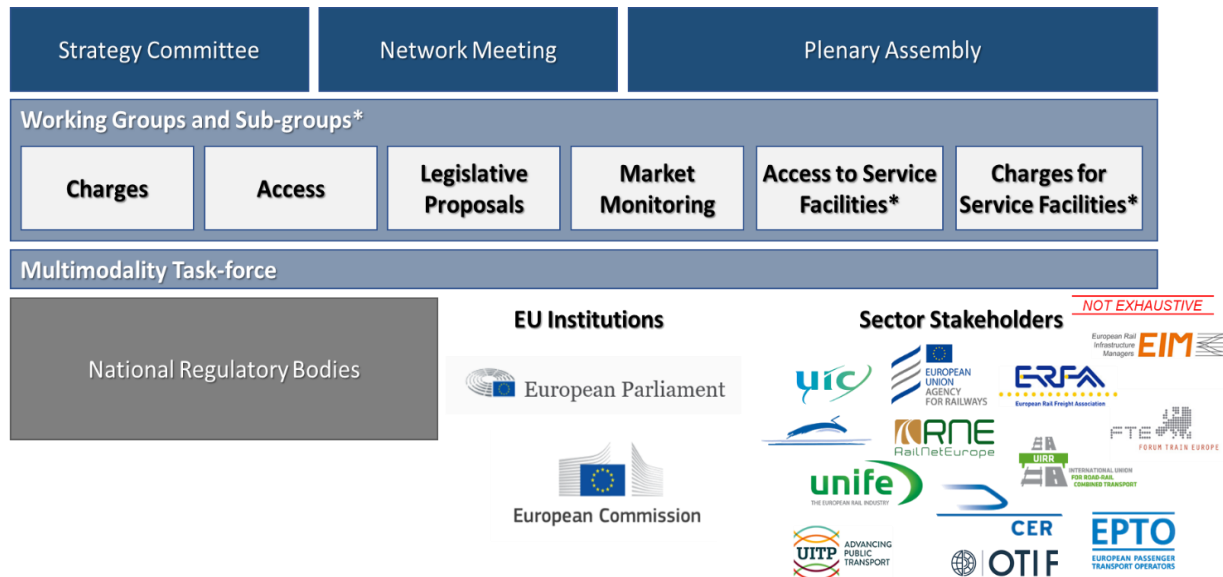 Strategy Committee
Network Meeting
Plenary Assembly
Working Groups and Sub-groups*
Charges
Access
Legislative
Proposals
Market
Monitoring
Access to Service
Facilities*
Charges for
Service Facilities*
Multimodality Task-force
National Regulatory Bodies
EU Institutions
European Parliament
European Commission
Sector Stakeholders
NOT EXHAUSTIVE
European Rail
Infrastructure
Managers
EIM
uic
EUROPEAN
UNION
AGENCY
FOR RAILWAYS
ERFA
European Rail Freight Association
RNE
RailNetEurope
FTE
FORUM TRAIN EUROPE
UIRR
INTERNATIONAL UNION
FOR ROAD-RAIL
COMBINED TRANSPORT
unife
THE EUROPEAN RAIL INDUSTRY
CER
UITP
ADVANCING
PUBLIC
TRANSPORT
OTIF
EPTO
EUROPEAN PASSENGER
TRANSPORT OPERATORS